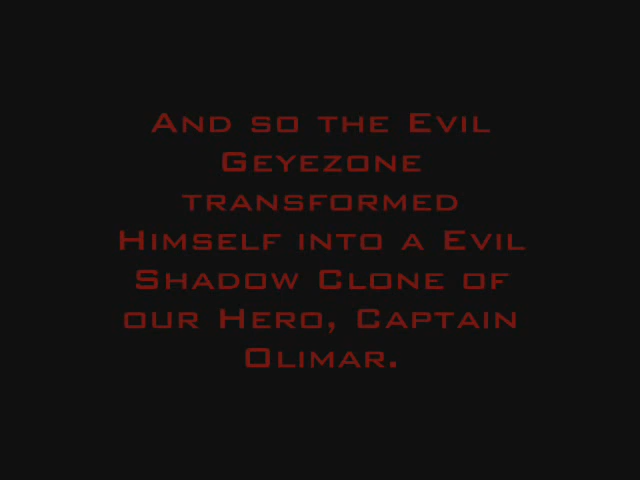 And so the Evil
Geyezone
transformed
Himself into a Evil
Shadow Clone of
our Hero, Captain
Olimar.